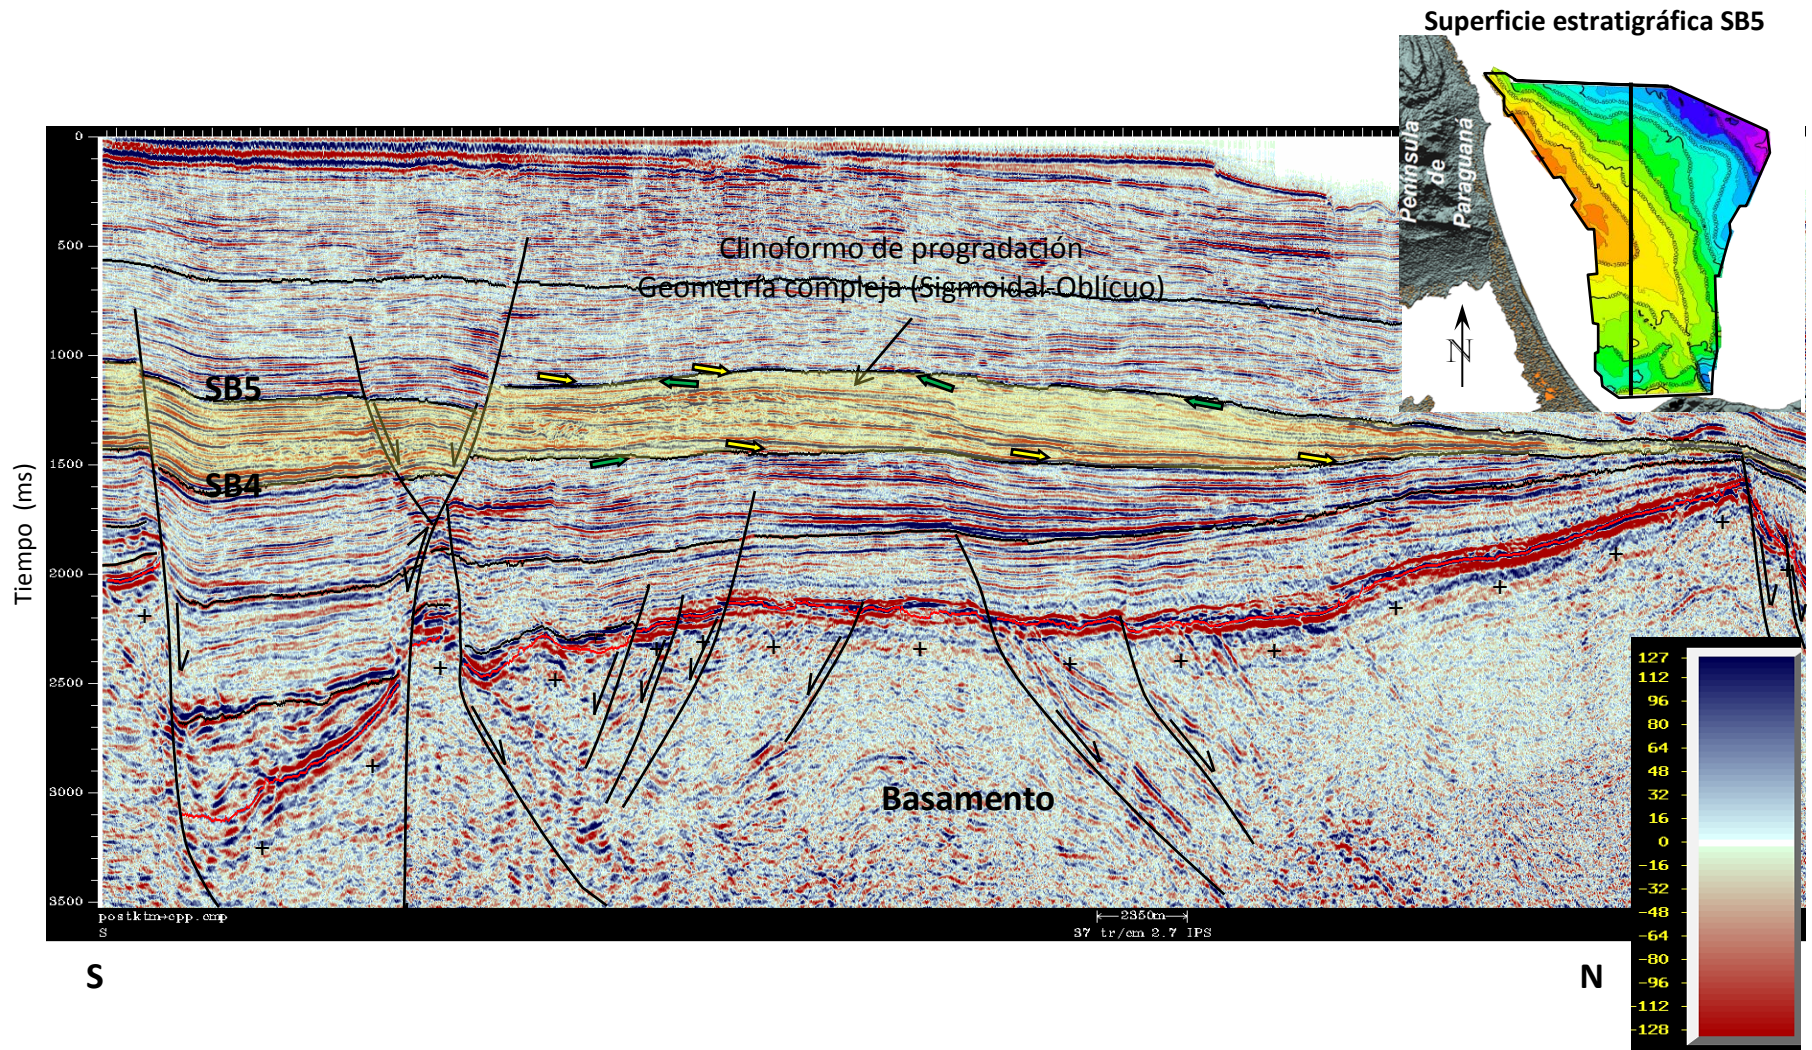 Superficie estratigráfica SB5
Península
de
Paraguaná
N
Tiempo (ms)
0
500
1000
1500
2000
2500
3000
3500
Clinoformo de progradación
Geometría compleja (Sigmoidal-Oblícuo)
SB5
SB4
Basamento
postktm→cpp.cmp
S
2350m
37 tr/cm 2.7 IPS
S
N
127
112
96
80
64
48
32
16
0
-16
-32
-48
-64
-80
-96
-112
-128